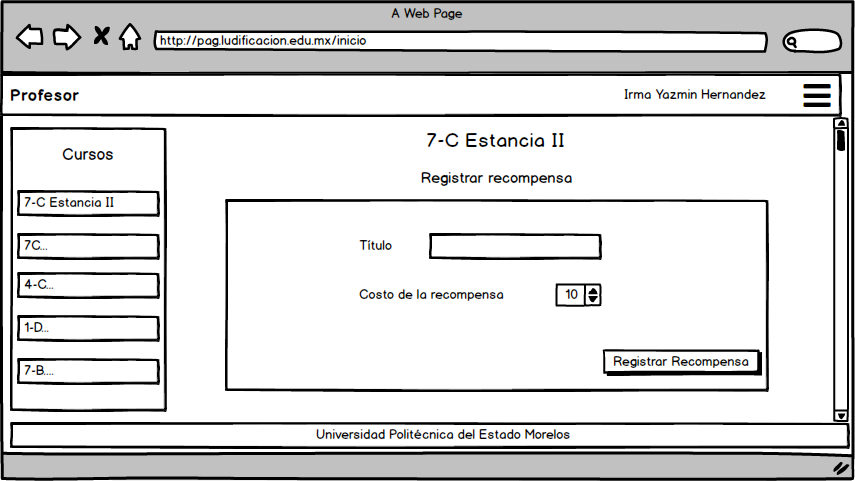 A Web Page
http://pag.ludificacion.edu.mx/inicio
Profesor
Irma Yazmin Hernandez
Cursos
7-C Estancia II
7C...
4-C...
1-D...
7-B....
7-C Estancia II
Registrar recompensa
Título
Costo de la recompensa
10
Registrar Recompensa
Universidad Politécnica del Estado Morelos